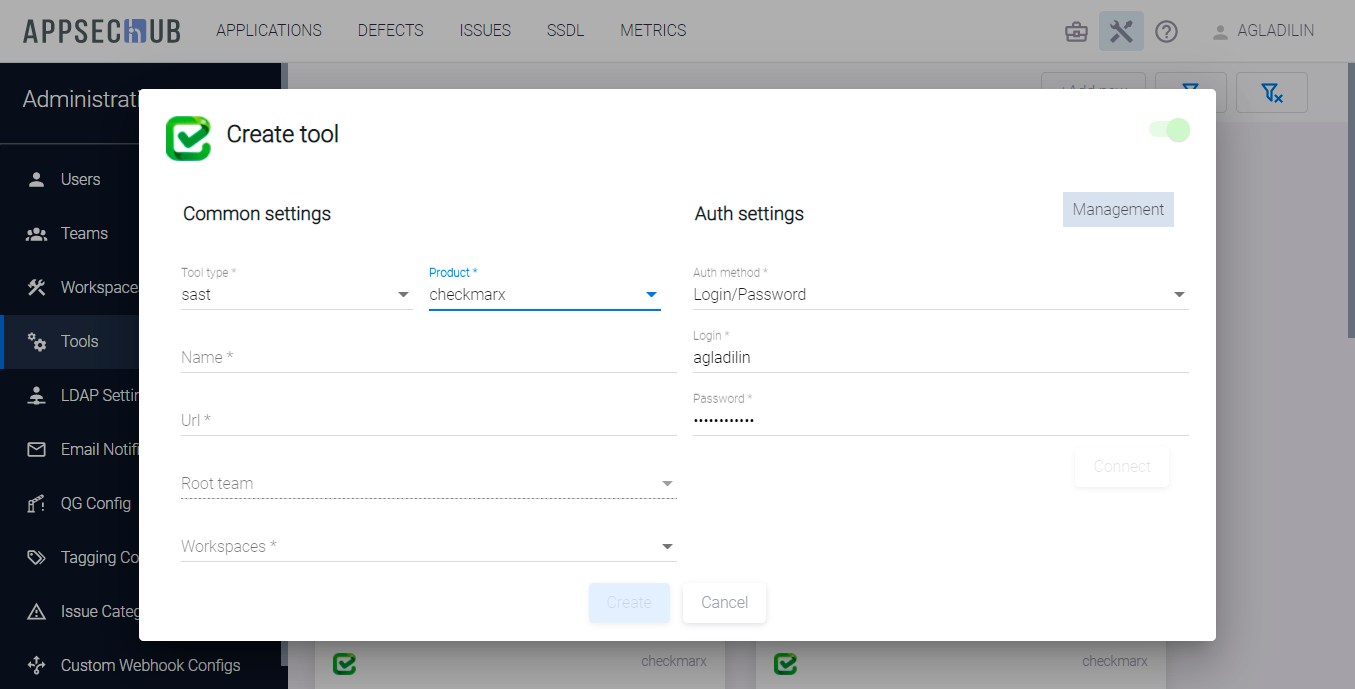 APPSECHUB APPLICATIONS DEFECTS ISSUES SSDL METRICS AGLADILIN
Administrati
+Add new
Create tool
Users
Teams
Workspace
Tools
LDAP Settin
Email Notifi
QG Config
Tagging Co
Issue Categ
Custom Webhook Configs
Common settings
Auth settings
Management
Tool type *
sast
Product *
checkmarx
Auth method *
Login/Password
Name *
Login *
agladilin
Url *
Password *
••••••••••••
Connect
Root team
Workspaces *
Create
Cancel
checkmarx
checkmarx